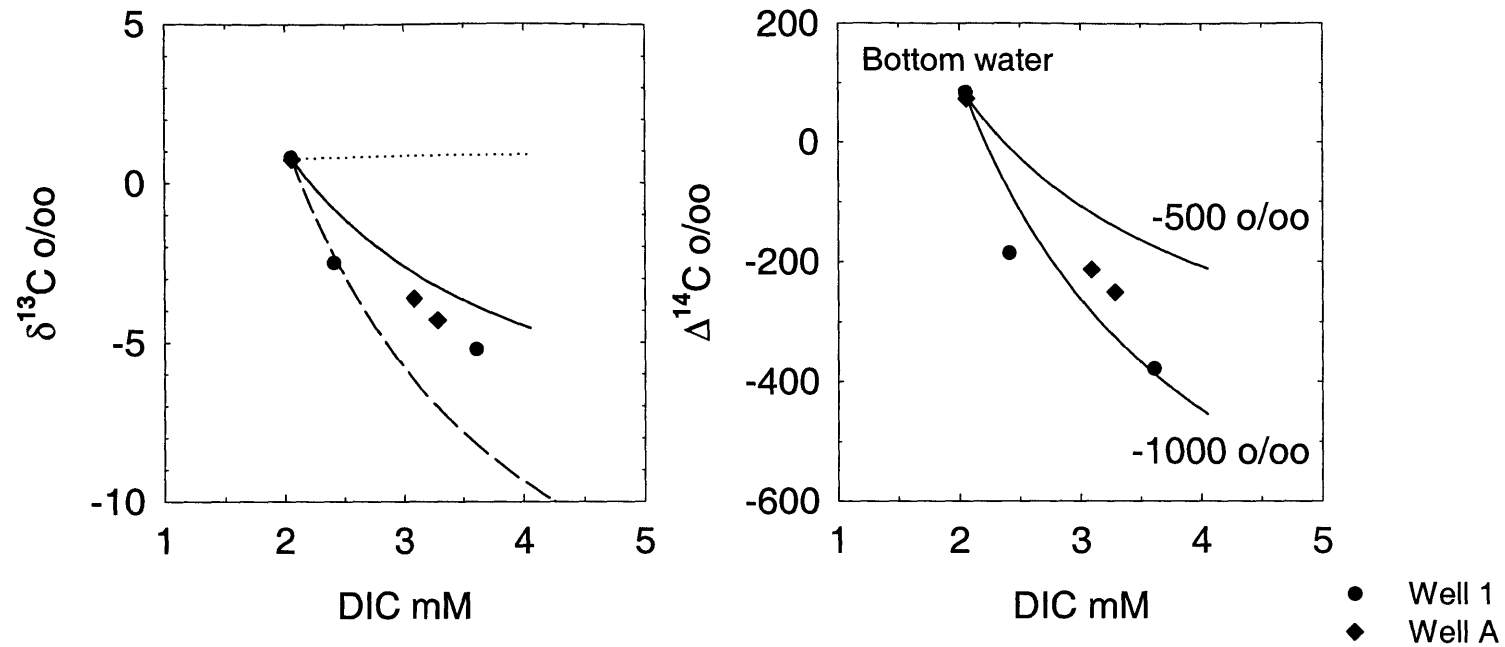 5
0
-5
-10
1 2 3 4 5
δ¹³C o/oo
DIC mM
200
0
-200
-400
-600
1 2 3 4 5
Δ¹⁴C o/oo
DIC mM
Bottom water
-500 o/oo
-1000 o/oo
Well 1
Well A